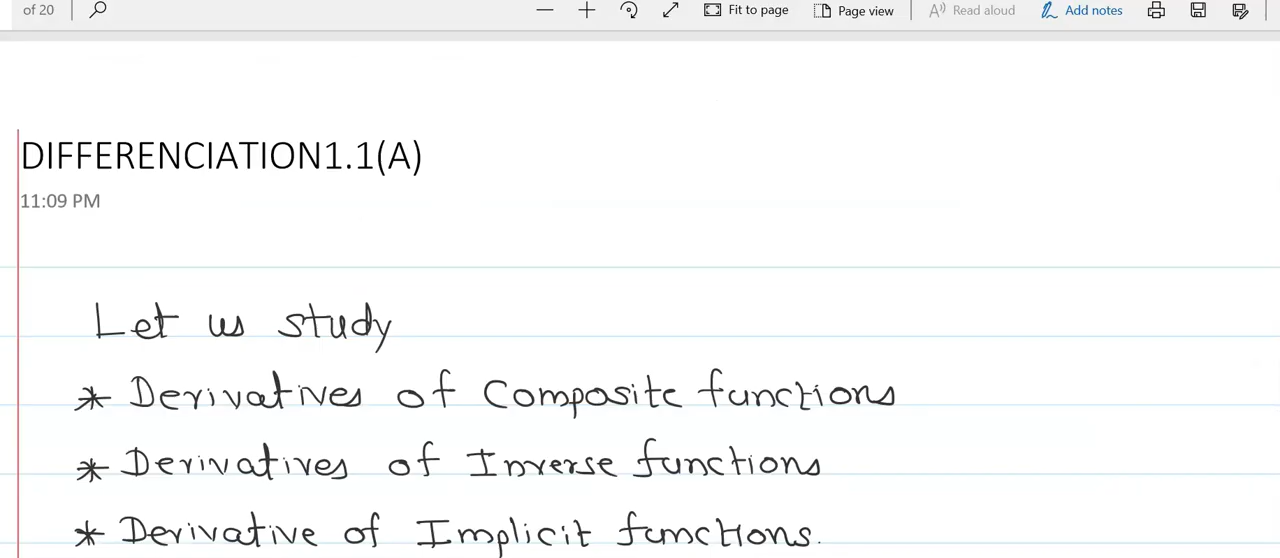 of 20 Fit to page Page view Read aloud Add notes
DIFFERENCIATION1.1(A)
11:09 PM
Let us study
* Derivatives of Composite functions
* Derivatives of Inverse functions
* Derivative of Implicit functions.